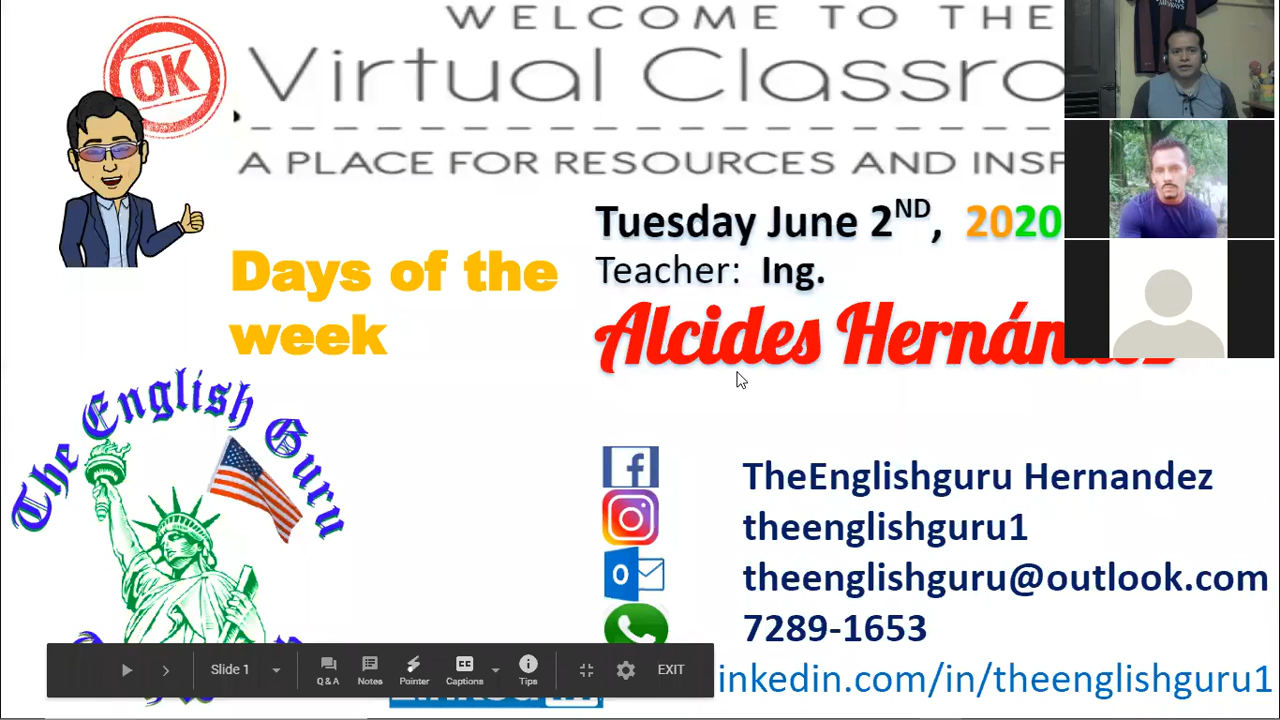 WELCOME TO THE
OK
Virtual Classro
A PLACE FOR RESOURCES AND INSP
Tuesday June 2ND, 2020
Teacher: Ing.
Alcides Hernández
Days of the
week
The English Guru
TheEnglishguru Hernandez
theenglishguru1
theenglishguru@outlook.com
7289-1653
inkedin.com/in/theenglishguru1
Slide 1
Q & A
Notes
Pointer
Captions
Tips
EXIT